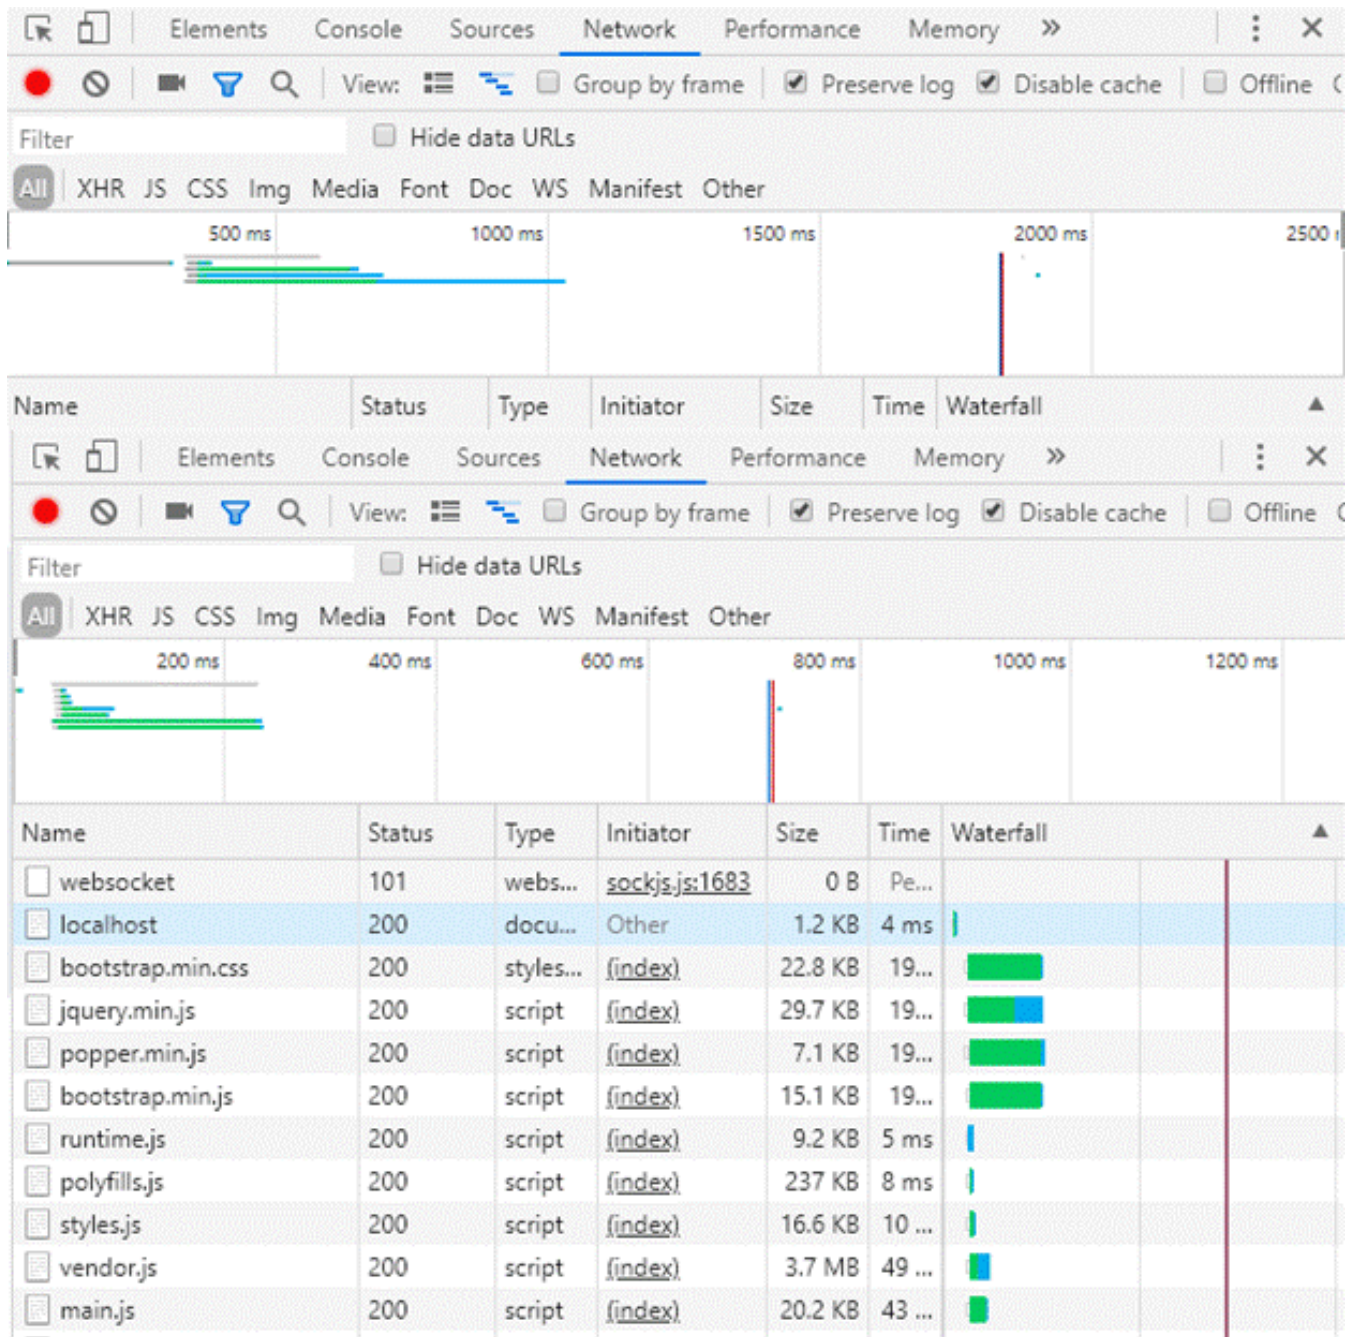 Elements Console Sources Network Performance Memory »
View: Group by frame Preserve log Disable cache Offline
Filter Hide data URLs
All XHR JS CSS Img Media Font Doc WS Manifest Other
500 ms 1000 ms 1500 ms 2000 ms 2500
Name Status Type Initiator Size Time Waterfall
Elements Console Sources Network Performance Memory »
View: Group by frame Preserve log Disable cache Offline
Filter Hide data URLs
All XHR JS CSS Img Media Font Doc WS Manifest Other
200 ms 400 ms 600 ms 800 ms 1000 ms 1200 ms
Name Status Type Initiator Size Time Waterfall
websocket 101 webs... sockjs.js:1683 0 B Pe...
localhost 200 docu... Other 1.2 KB 4 ms
bootstrap.min.css 200 styles... (index) 22.8 KB 19...
jquery.min.js 200 script (index) 29.7 KB 19...
popper.min.js 200 script (index) 7.1 KB 19...
bootstrap.min.js 200 script (index) 15.1 KB 19...
runtime.js 200 script (index) 9.2 KB 5 ms
polyfills.js 200 script (index) 237 KB 8 ms
styles.js 200 script (index) 16.6 KB 10 ...
vendor.js 200 script (index) 3.7 MB 49 ...
main.js 200 script (index) 20.2 KB 43 ...